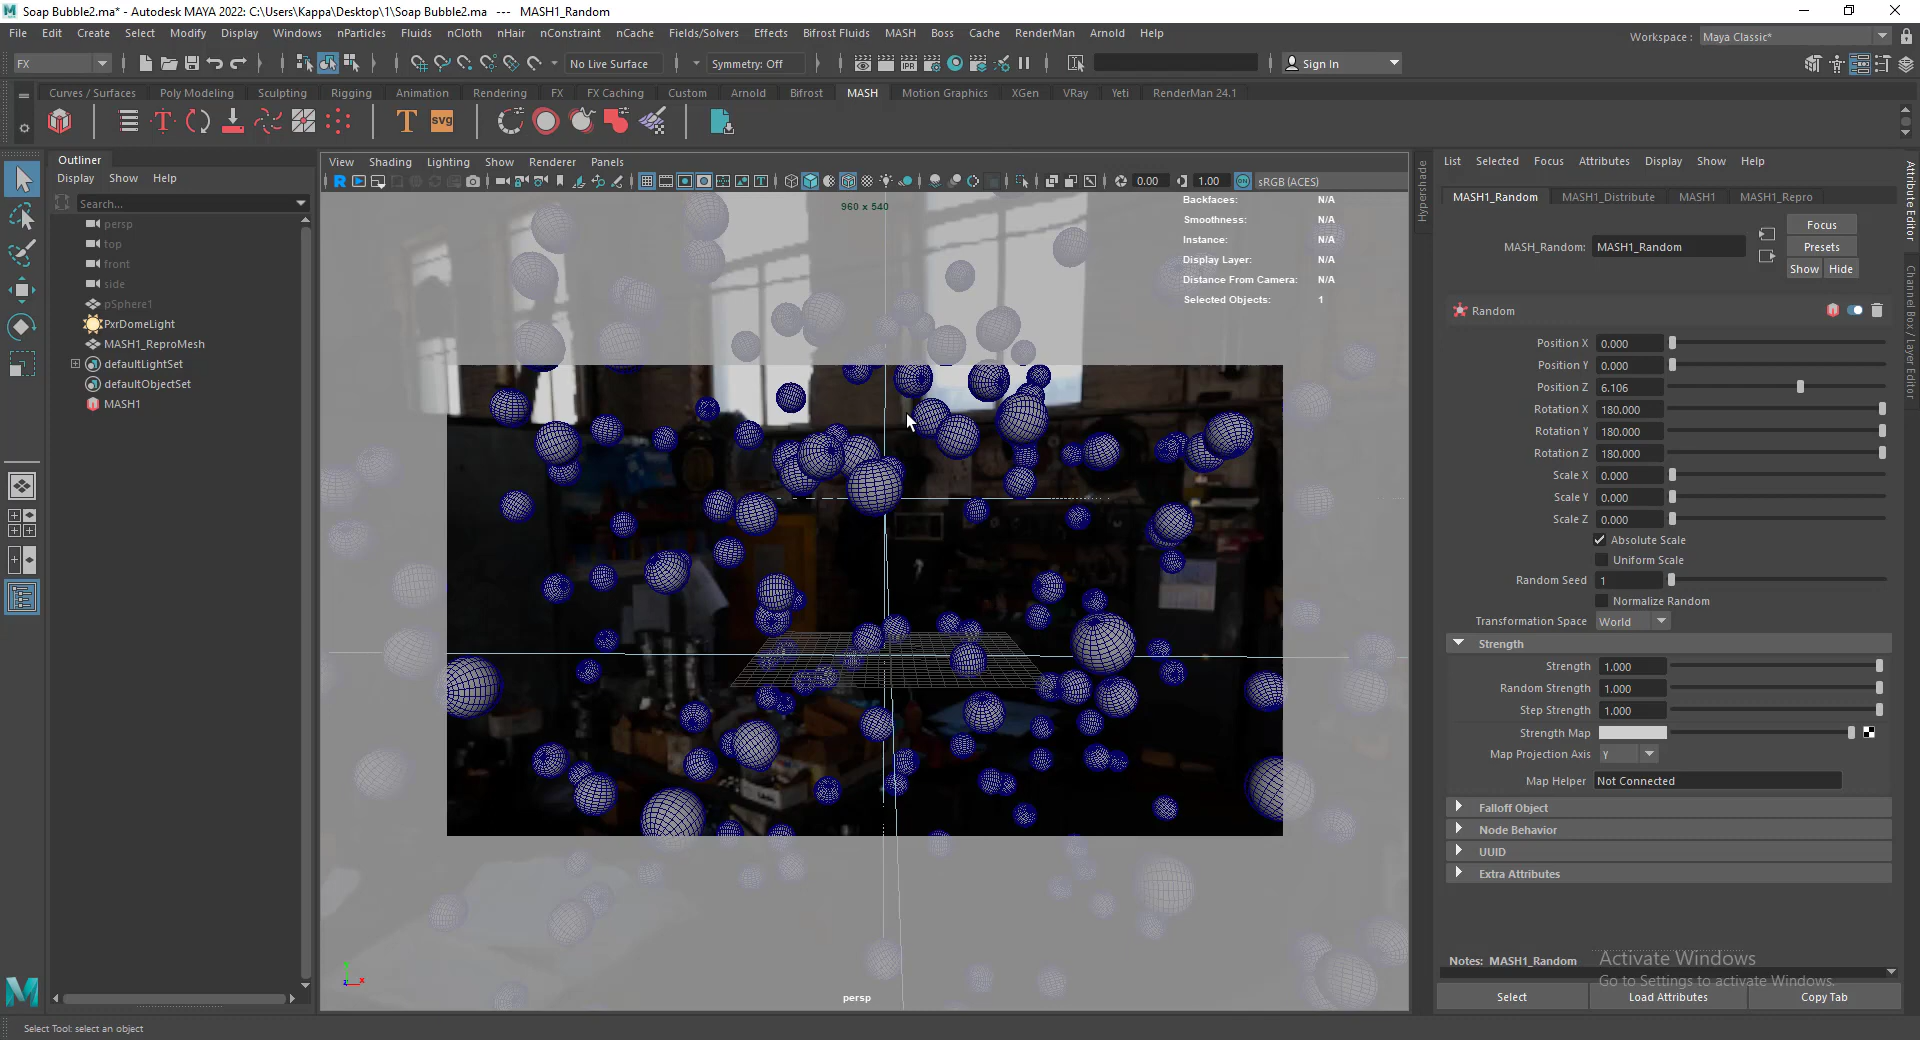 Soap Bubble2.ma* - Autodesk MAYA 2022: C:\Users\Kappa\Desktop\1\Soap Bubble2.ma --- MASH1_Random
File Edit Create Select Modify Display Windows nParticles Fluids nCloth nHair nConstraint nCache Fields/Solvers Effects Bifrost Fluids MASH Boss Cache RenderMan Arnold Help
Workspace : Maya Classic*
FX No Live Surface Symmetry: Off Sign In
Curves / Surfaces Poly Modeling Sculpting Rigging Animation Rendering FX FX Caching Custom Arnold Bifrost MASH Motion Graphics XGen VRay Yeti RenderMan 24.1
T T svg
Outliner
Display Show Help
Search...
persp
top
front
side
pSphere1
PxrDomeLight
MASH1_ReproMesh
defaultLightSet
defaultObjectSet
MASH1
View Shading Lighting Show Renderer Panels
0.00 1.00 ON sRGB (ACES)
960 x 540
Backfaces: N/A
Smoothness: N/A
Instance: N/A
Display Layer: N/A
Distance From Camera: N/A
Selected Objects: 1
persp
Hypershade
List Selected Focus Attributes Display Show Help
MASH1_Random MASH1_Distribute MASH1 MASH1_Repro
MASH_Random: MASH1_Random
Focus
Presets
Show Hide
Random
Position X 0.000
Position Y 0.000
Position Z 6.106
Rotation X 180.000
Rotation Y 180.000
Rotation Z 180.000
Scale X 0.000
Scale Y 0.000
Scale Z 0.000
Absolute Scale
Uniform Scale
Random Seed 1
Normalize Random
Transformation Space World
Strength
Strength 1.000
Random Strength 1.000
Step Strength 1.000
Strength Map
Map Projection Axis y
Map Helper Not Connected
Falloff Object
Node Behavior
UUID
Extra Attributes
Notes: MASH1_Random
Activate Windows
Go to Settings to activate Windows.
Select Load Attributes Copy Tab
Attribute Editor
Channel Box / Layer Editor
Select Tool: select an object